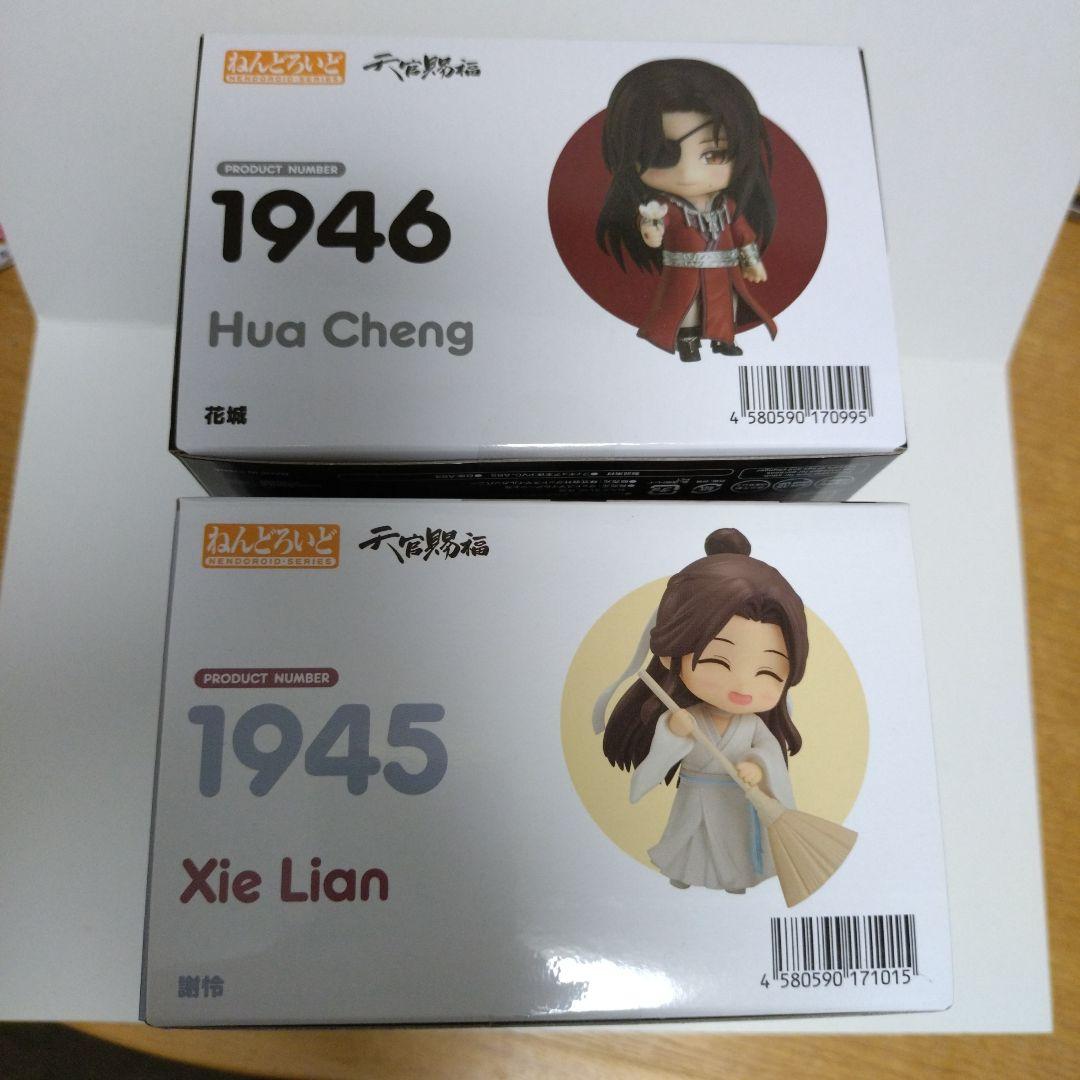 ねんどろいど
NENDOROID·SERIES
天官賜福
PRODUCT NUMBER
1946
Hua Cheng
花城
4 580590 170995
ねんどろいど
NENDOROID·SERIES
天官賜福
PRODUCT NUMBER
1945
Xie Lian
謝怜
4 580590 171015